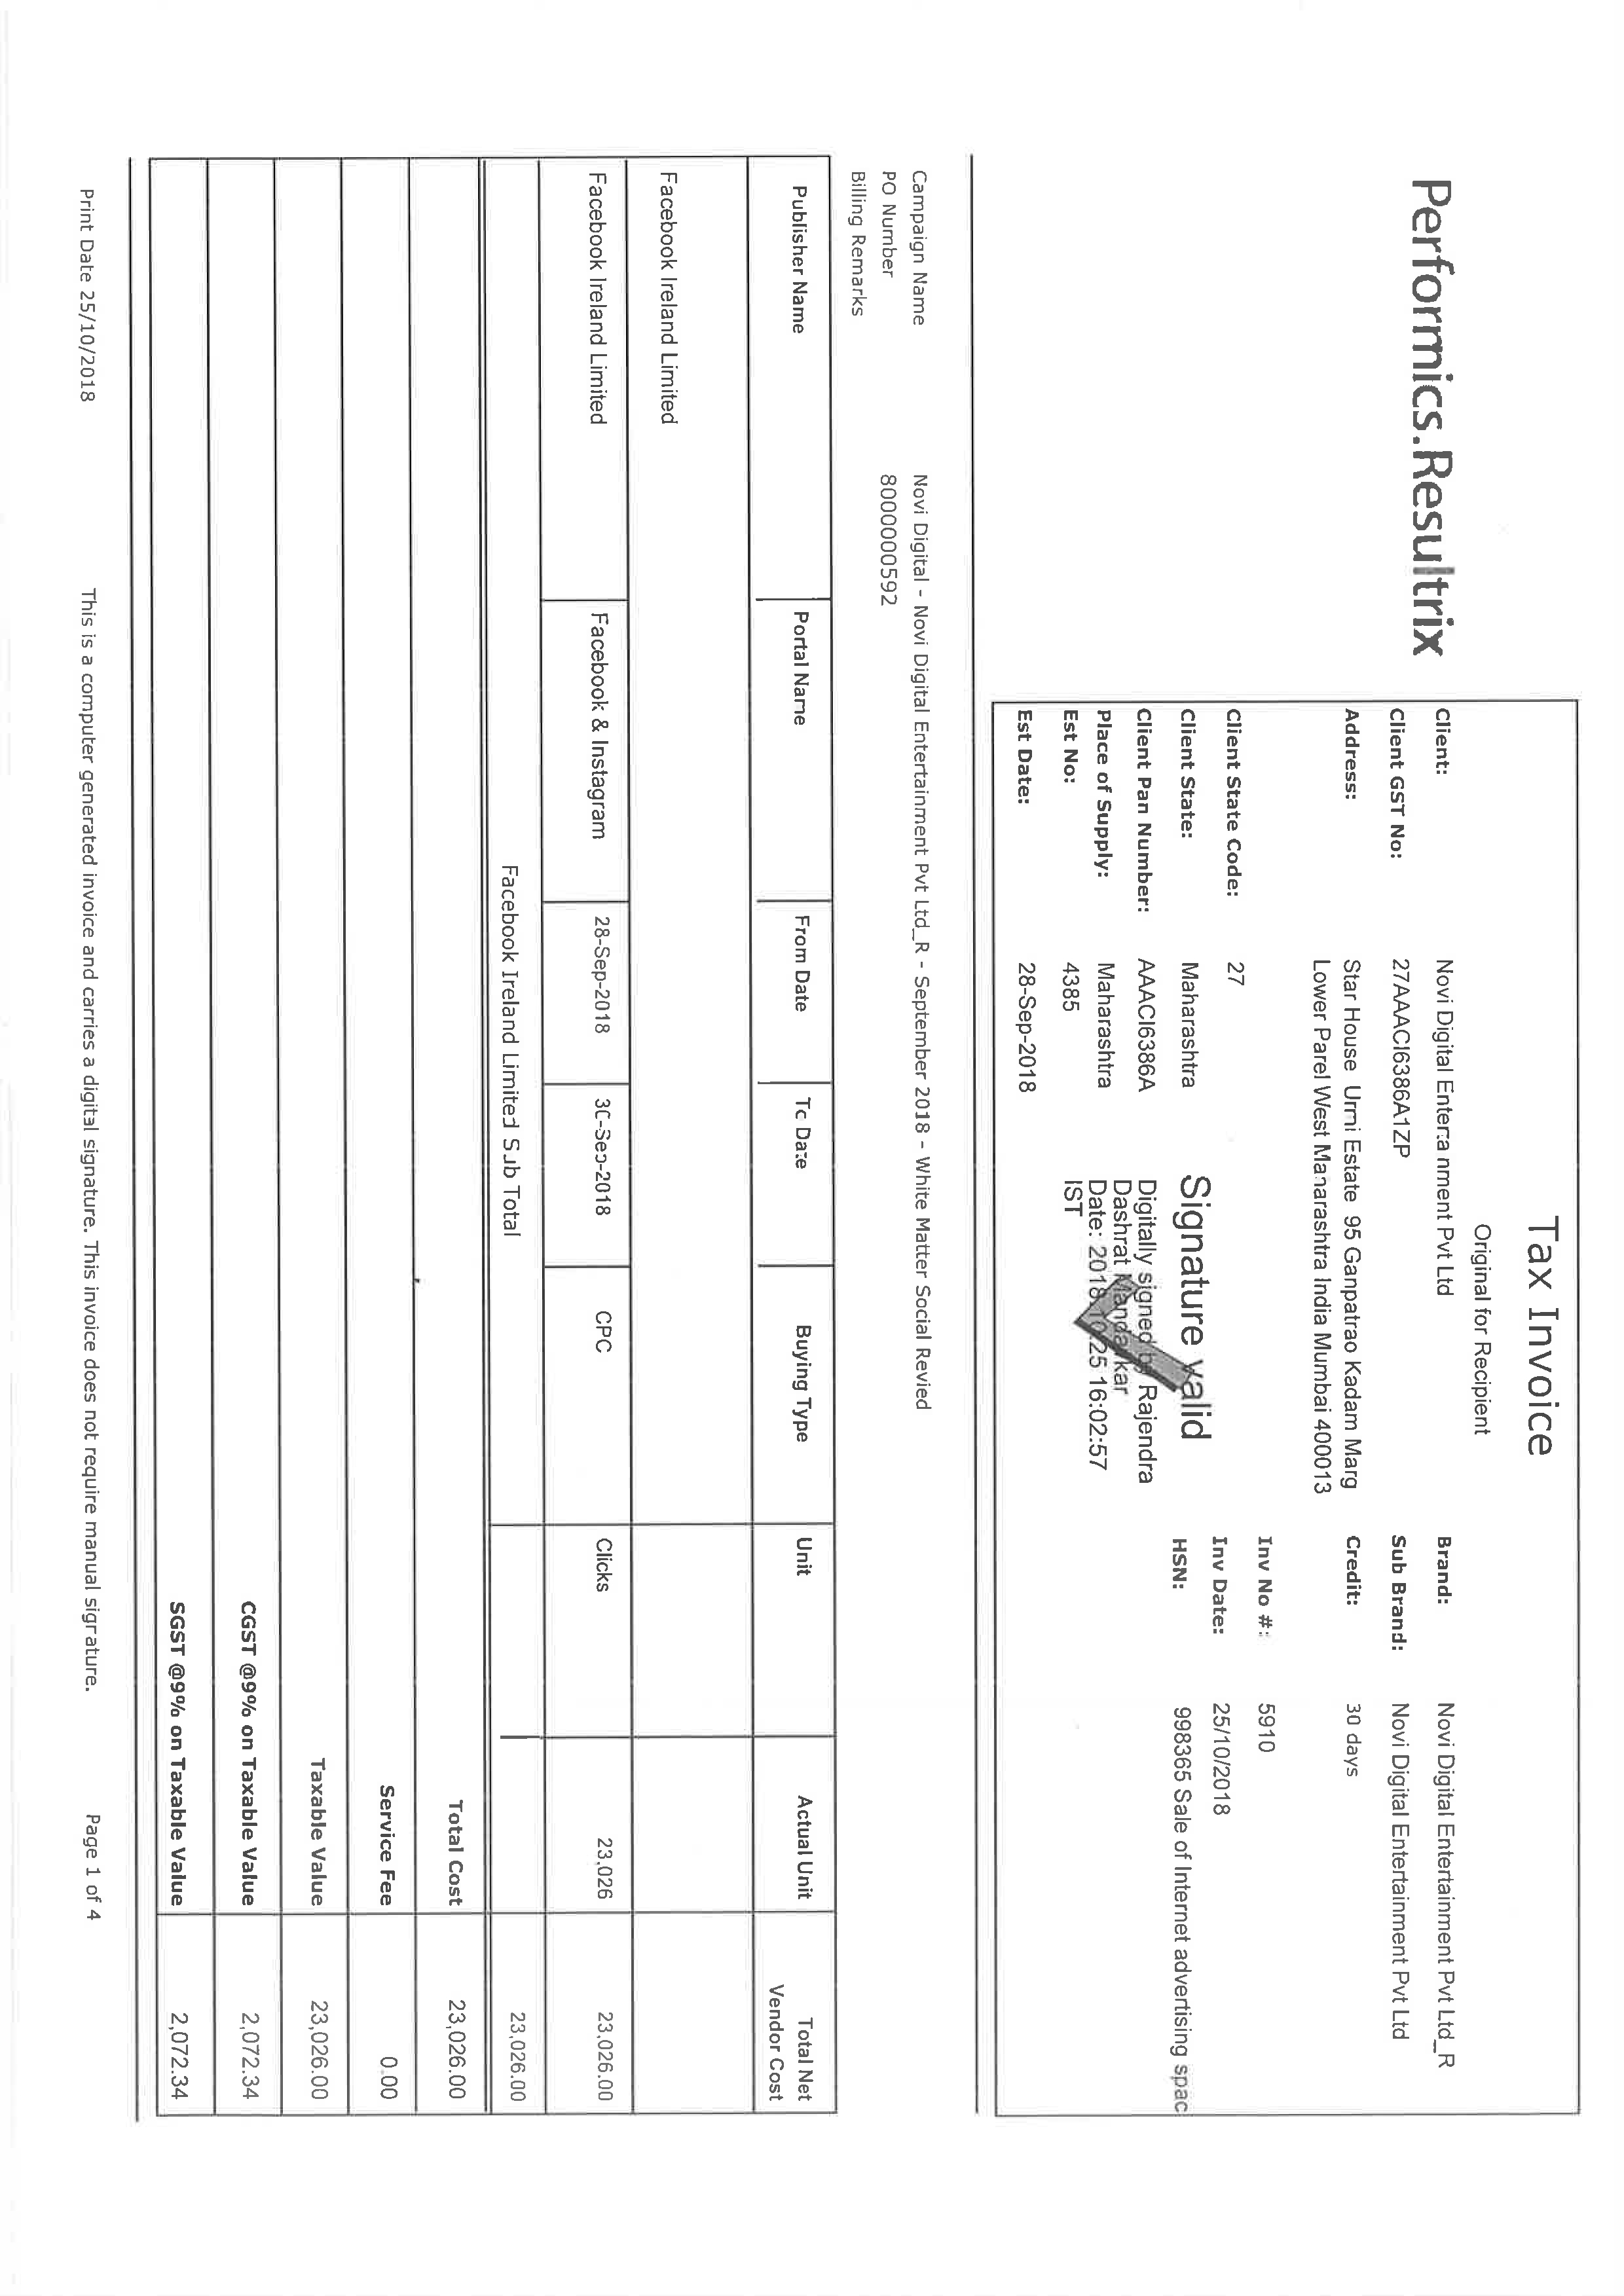 Tax Invoice
Original for Recipient
Performics.Resultrix
Client: Novi Digital Entertainment Pvt Ltd
Brand: Novi Digital Entertainment Pvt Ltd_R
Client GST No: 27AAACI6386A1ZP
Sub Brand: Novi Digital Entertainment Pvt Ltd
Address: Star House Urmi Estate 95 Ganpatrao Kadam Marg
Lower Parel West Maharashtra India Mumbai 400013
Credit: 30 days
Inv No #: 5910
Client State Code: 27
Inv Date: 25/10/2018
Client State: Maharashtra
HSN: 998365 Sale of Internet advertising spac
Client Pan Number: AAACI6386A
Place of Supply: Maharashtra
Est No: 4385
Est Date: 28-Sep-2018
Signature valid
Digitally signed by Rajendra
Dashrat Mandavkar
Date: 2018.10.25 16:02:57
IST
Campaign Name Novi Digital - Novi Digital Entertainment Pvt Ltd_R - September 2018 - White Matter Social Revied
PO Number 8000000592
Billing Remarks
Publisher Name Portal Name From Date To Date Buying Type Unit Actual Unit Total Net Vendor Cost
Facebook Ireland Limited
Facebook Ireland Limited Facebook & Instagram 28-Sep-2018 30-Sep-2018 CPC Clicks 23,026 23,026.00
Facebook Ireland Limited Sub Total 23,026.00
Total Cost 23,026.00
Service Fee 0.00
Taxable Value 23,026.00
CGST @9% on Taxable Value 2,072.34
SGST @9% on Taxable Value 2,072.34
Print Date 25/10/2018 This is a computer generated invoice and carries a digital signature. This invoice does not require manual signature. Page 1 of 4